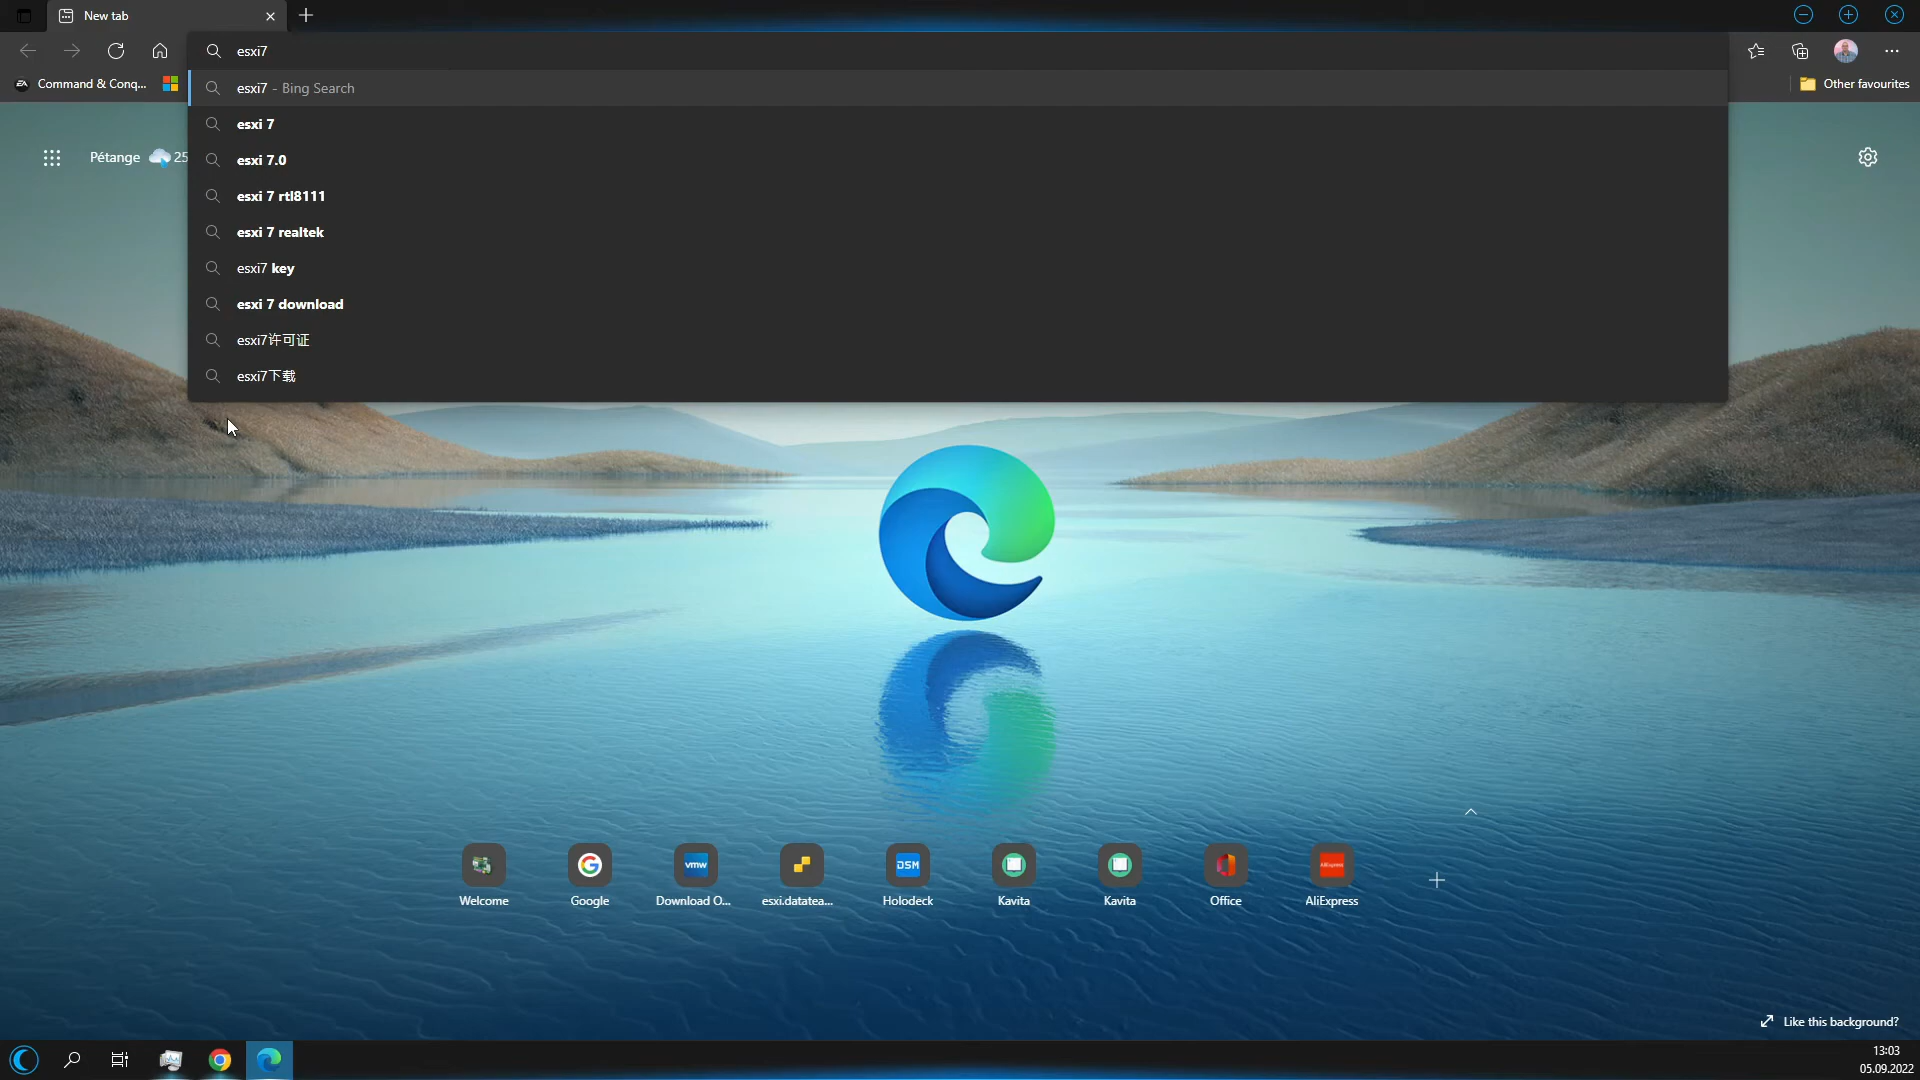 New tab
esxi7
Command & Conq...
Other favourites
esxi7 - Bing Search
esxi 7
esxi 7.0
esxi 7 rtl8111
esxi 7 realtek
esxi7 key
esxi 7 download
esxi7许可证
esxi7下载
Pétange 25
vmw
DSM
AliExpress
Welcome
Google
Download O...
esxi.datatea...
Holodeck
Kavita
Kavita
Office
AliExpress
Like this background?
13:03
05.09.2022